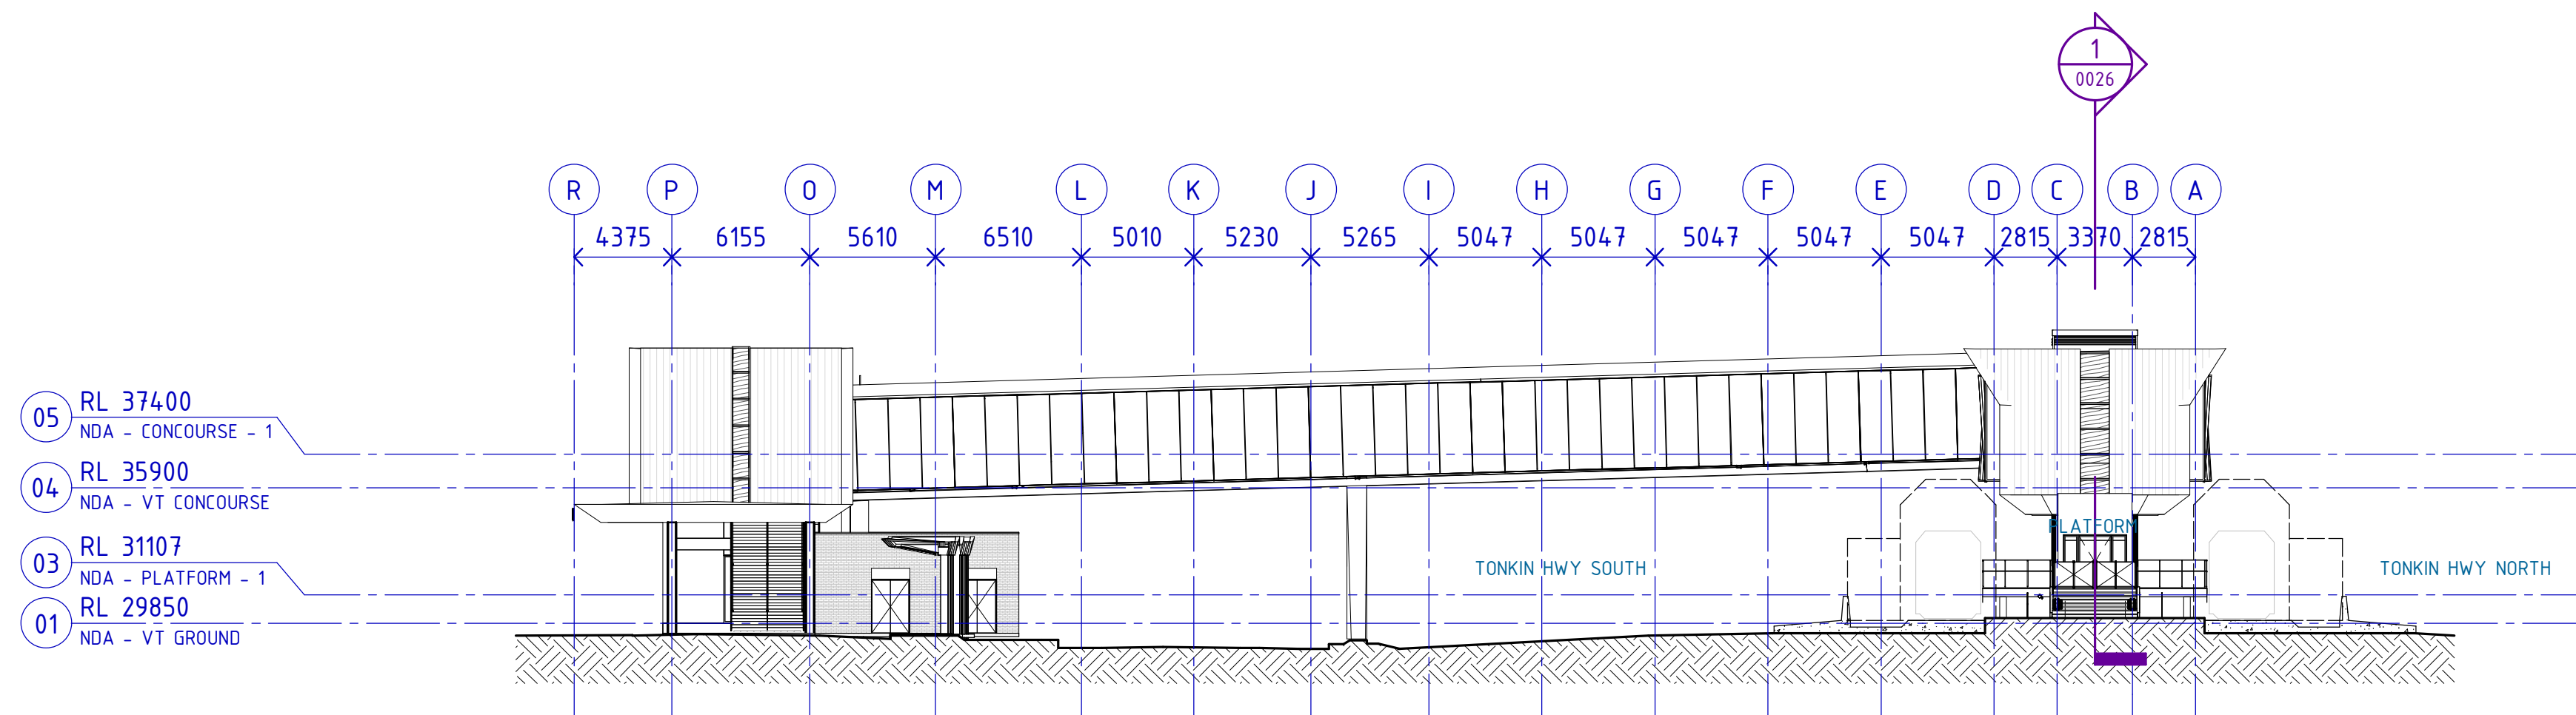 1
0026
R P O M L K J I H G F E D C B A
4375 6155 5610 6510 5010 5230 5265 5047 5047 5047 5047 5047 2815 3370 2815
05 RL 37400
NDA - CONCOURSE - 1
04 RL 35900
NDA - VT CONCOURSE
PLATFORM
03 RL 31107
NDA - PLATFORM - 1
TONKIN HWY SOUTH TONKIN HWY NORTH
01 RL 29850
NDA - VT GROUND